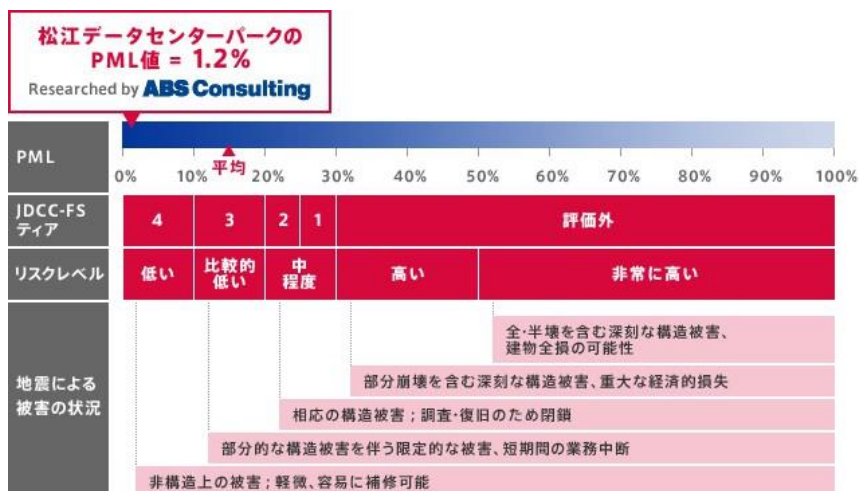 松江データセンターパークの
PML値 = 1.2%
Researched by ABS Consulting
PML
0% 10% 平均 20% 30% 40% 50% 60% 70% 80% 90% 100%
JDCC-FS
ティア
4 3 2 1 評価外
リスクレベル
低い
比較的
低い
中
程度
高い
非常に高い
地震による
被害の状況
全・半壊を含む深刻な構造被害、
建物全損の可能性
部分崩壊を含む深刻な構造被害、重大な経済的損失
相応の構造被害；調査・復旧のため閉鎖
部分的な構造被害を伴う限定的な被害、短期間の業務中断
非構造上の被害；軽微、容易に補修可能